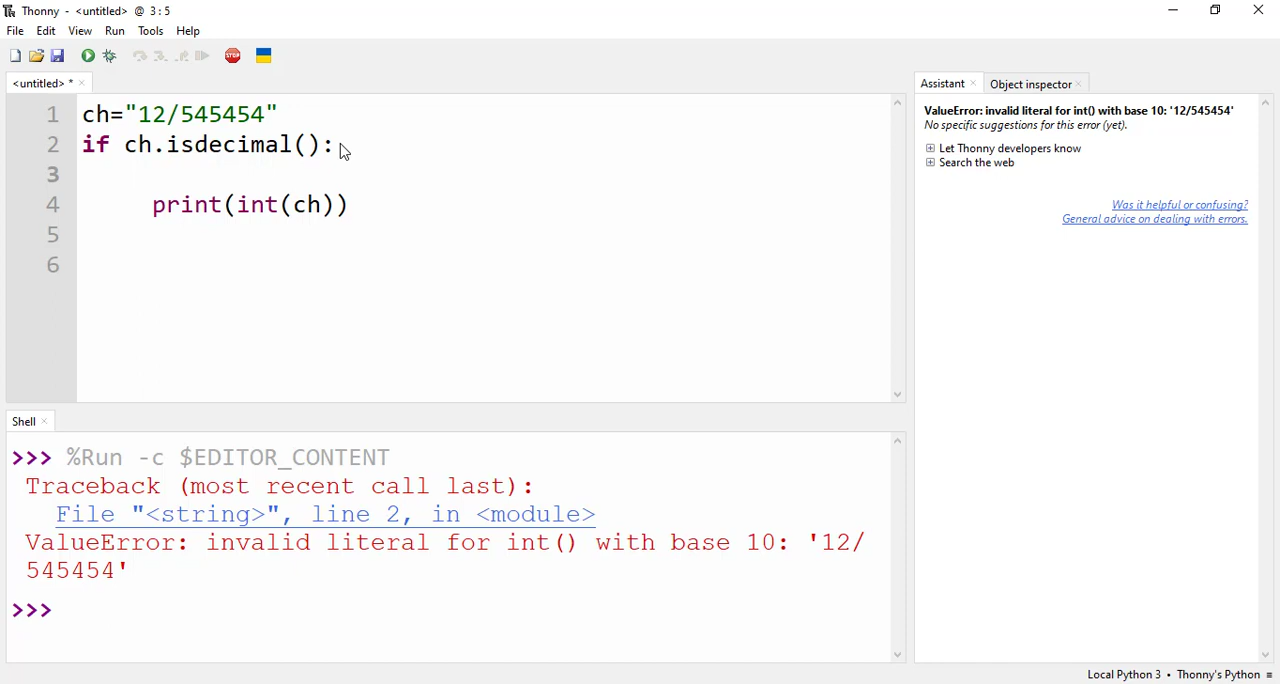 Thonny - <untitled> @ 3:5
File Edit View Run Tools Help
STOP
<untitled> *
1 ch="12/545454"
2 if ch.isdecimal():
3
4 print(int(ch))
5
6
Shell
>>> %Run -c $EDITOR_CONTENT
Traceback (most recent call last):
File "<string>", line 2, in <module>
ValueError: invalid literal for int() with base 10: '12/
545454'
>>>
Assistant Object inspector
ValueError: invalid literal for int() with base 10: '12/545454'
No specific suggestions for this error (yet).
Let Thonny developers know
Search the web
Was it helpful or confusing?
General advice on dealing with errors.
Local Python 3 • Thonny's Python ≡